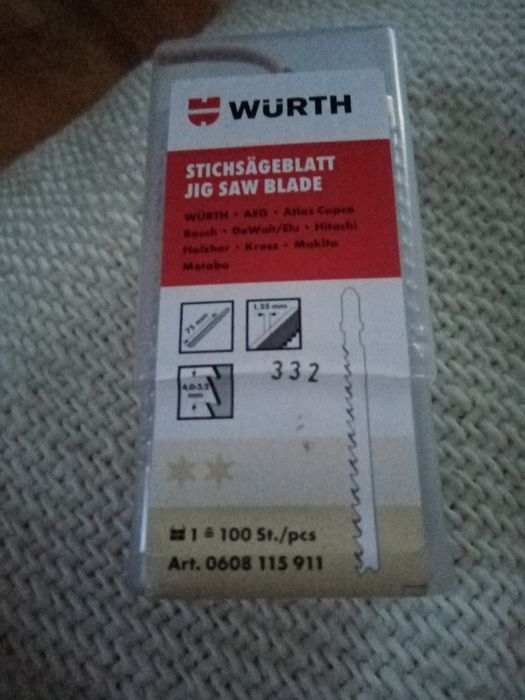 WÜRTH
STICHSÄGEBLATT
JIG SAW BLADE
WÜRTH • AEG • Atlas Copco
Bosch • DeWalt/Elu • Hitachi
Holzher • Kress • Makita
Metabo
75 mm
1,25 mm
4,0-5,2
mm
332
1 ≙ 100 St./pcs
Art. 0608 115 911